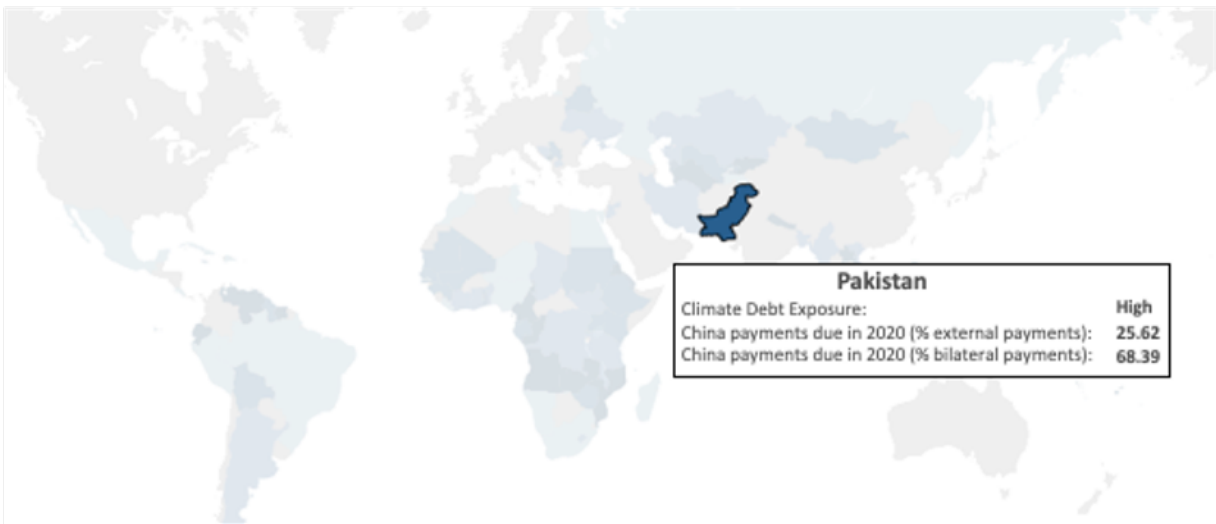 Pakistan
Climate Debt Exposure: High
China payments due in 2020 (% external payments): 25.62
China payments due in 2020 (% bilateral payments): 68.39